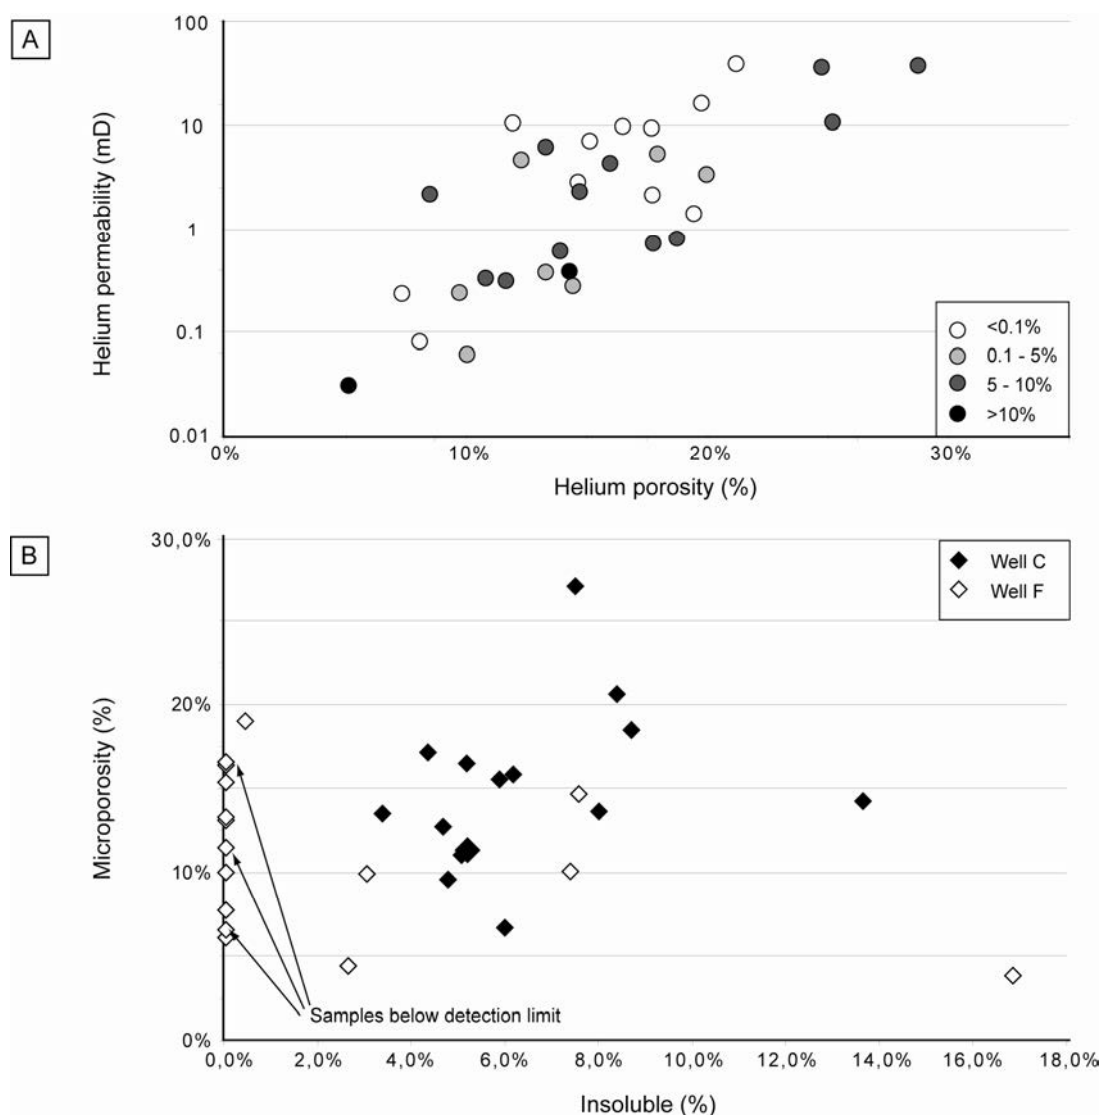 A
100
10
1
0.1
0.01
Helium permeability (mD)
0%
10%
20%
30%
Helium porosity (%)
<0.1%
0.1 - 5%
5 - 10%
>10%
B
30,0%
20%
10%
0%
Microporosity (%)
Well C
Well F
Samples below detection limit
0,0%
2,0%
4,0%
6,0%
8,0%
10,0%
12,0%
14,0%
16,0%
18,0%
Insoluble (%)